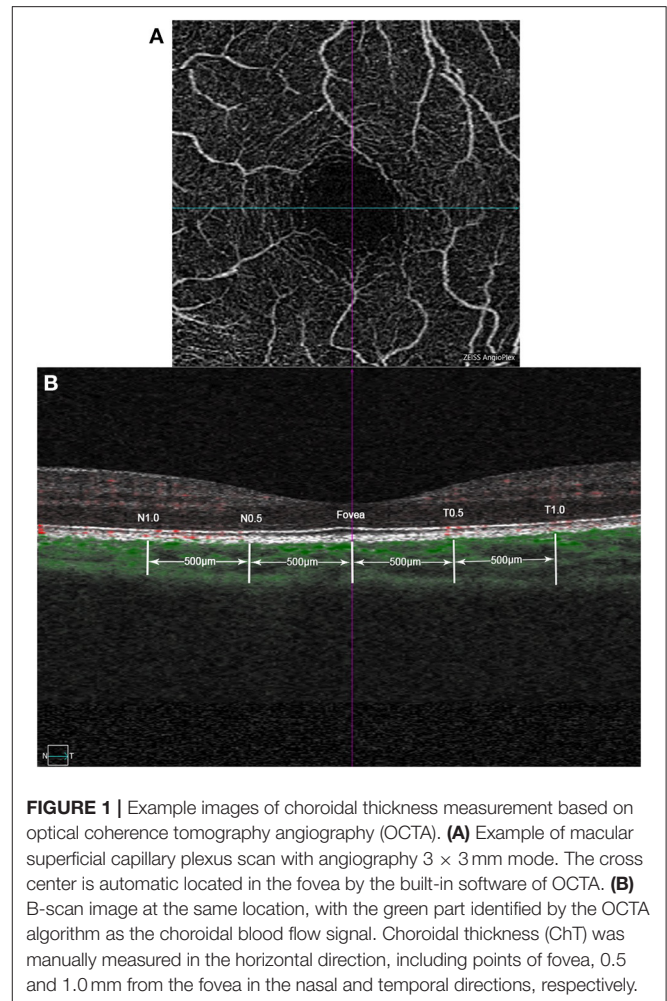 A
ZEISS AngioPlex
B
N1.0 N0.5 Fovea T0.5 T1.0
500µm 500µm 500µm 500µm
N T
FIGURE 1 | Example images of choroidal thickness measurement based on
optical coherence tomography angiography (OCTA). (A) Example of macular
superficial capillary plexus scan with angiography 3 × 3 mm mode. The cross
center is automatic located in the fovea by the built-in software of OCTA. (B)
B-scan image at the same location, with the green part identified by the OCTA
algorithm as the choroidal blood flow signal. Choroidal thickness (ChT) was
manually measured in the horizontal direction, including points of fovea, 0.5
and 1.0 mm from the fovea in the nasal and temporal directions, respectively.